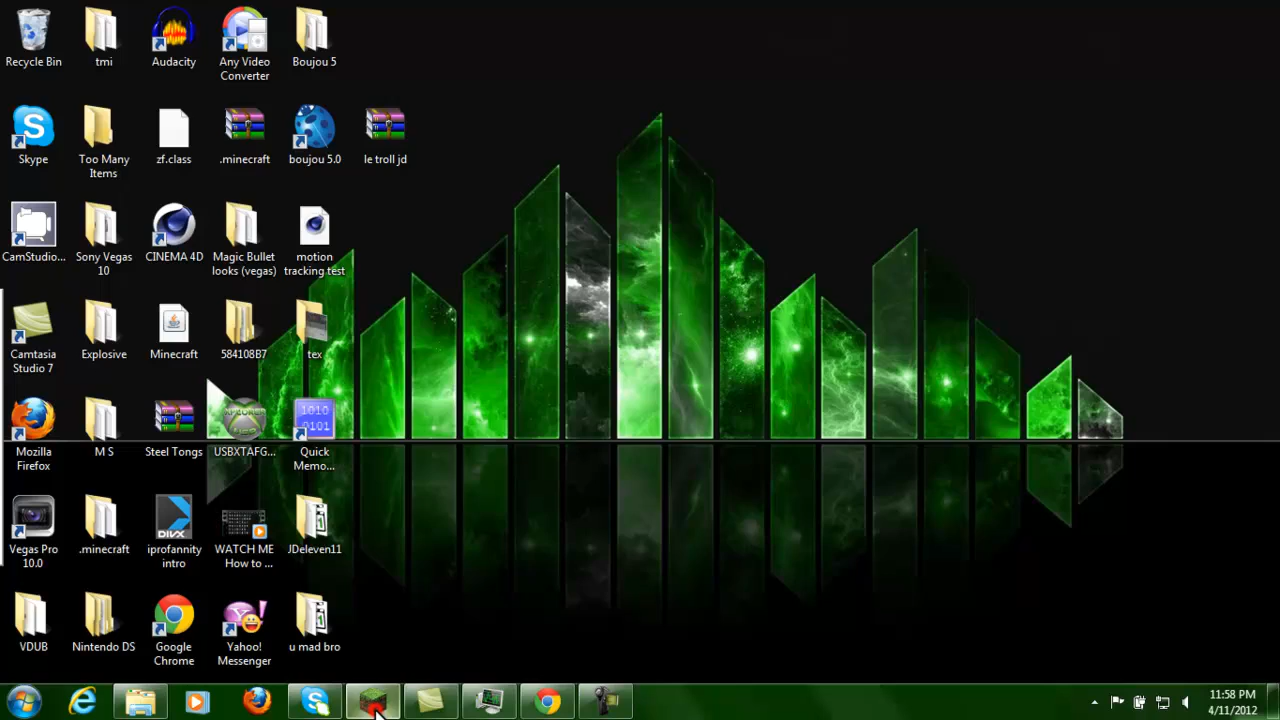 Recycle Bin
tmi
Audacity
Any Video
Converter
Boujou 5
Skype
Too Many
Items
zf.class
.minecraft
boujou 5.0
le troll jd
CamStudio...
Sony Vegas
10
CINEMA 4D
Magic Bullet
looks (vegas)
motion
tracking test
Camtasia
Studio 7
Explosive
Minecraft
584108B7
tex
Mozilla
Firefox
M S
Steel Tongs
USBXTAFG...
1010
0101
Quick
Memo...
Vegas Pro
10.0
.minecraft
DIVX
iprofannity
intro
WATCH ME
How to ...
JDeleven11
VDUB
Nintendo DS
Google
Chrome
Yahoo!
Messenger
u mad bro
11:58 PM
4/11/2012